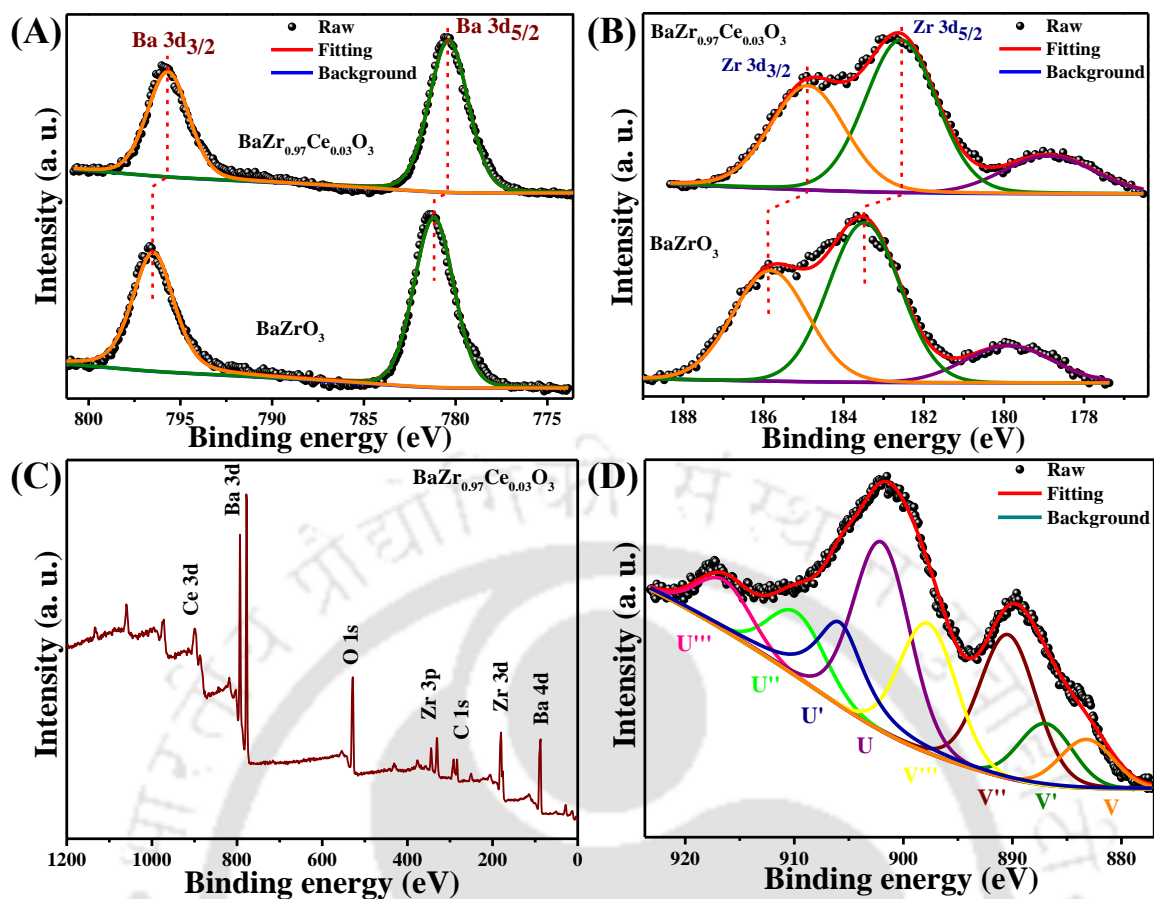 (A)
Ba 3d3/2
Raw
Fitting
Background
Ba 3d5/2
BaZr0.97Ce0.03O3
BaZrO3
Intensity (a. u.)
800 795 790 785 780 775
Binding energy (eV)
(B)
BaZr0.97Ce0.03O3
Zr 3d3/2
Zr 3d5/2
Raw
Fitting
Background
BaZrO3
Intensity (a. u.)
188 186 184 182 180 178
Binding energy (eV)
(C)
BaZr0.97Ce0.03O3
Ce 3d
Ba 3d
O 1s
Zr 3p
C 1s
Zr 3d
Ba 4d
Intensity (a. u.)
1200 1000 800 600 400 200 0
Binding energy (eV)
(D)
Raw
Fitting
Background
U'''
U''
U'
U
V'''
V''
V'
V
Intensity (a. u.)
920 910 900 890 880
Binding energy (eV)